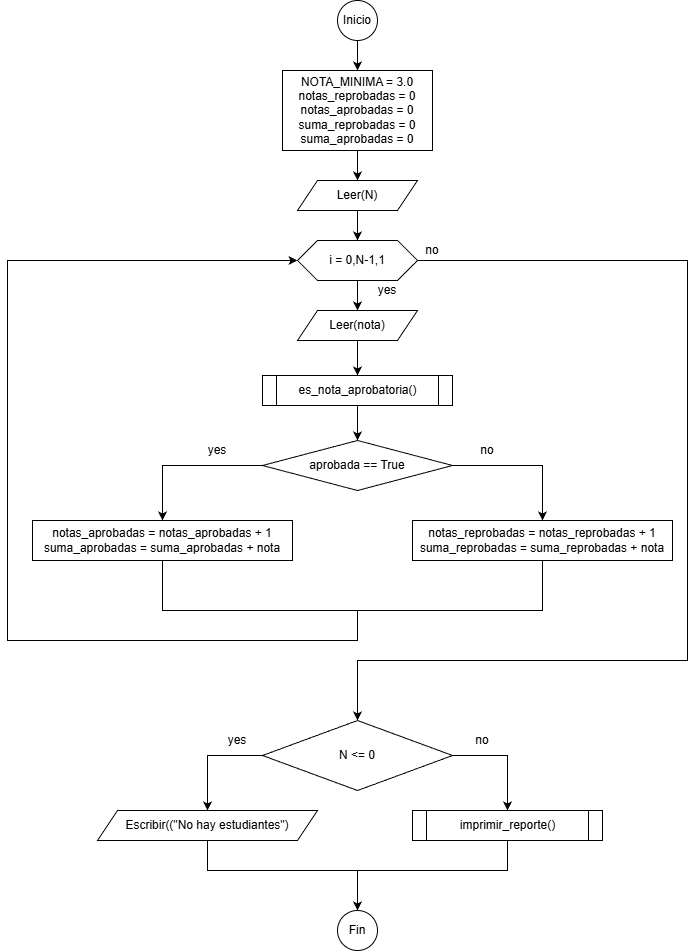 Inicio
NOTA_MINIMA = 3.0
notas_reprobadas = 0
notas_aprobadas = 0
suma_reprobadas = 0
suma_aprobadas = 0
Leer(N)
i = 0,N-1,1
no
yes
Leer(nota)
es_nota_aprobatoria()
aprobada == True
yes
no
notas_aprobadas = notas_aprobadas + 1
suma_aprobadas = suma_aprobadas + nota
notas_reprobadas = notas_reprobadas + 1
suma_reprobadas = suma_reprobadas + nota
N <= 0
yes
no
Escribir(("No hay estudiantes")
imprimir_reporte()
Fin